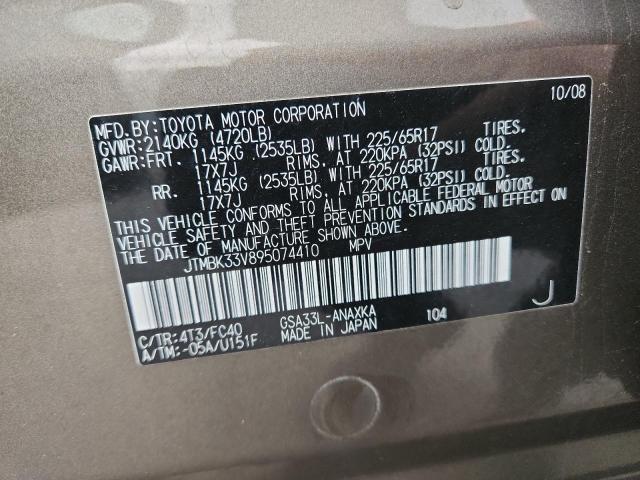 10/08
MFD. BY: TOYOTA MOTOR CORPORATION
GVWR: 2140KG (4720LB)
GAWR: FRT. 1145KG (2535LB) WITH 225/65R17 TIRES.
17X7J RIMS. AT 220KPA (32PSI) COLD.
RR. 1145KG (2535LB) WITH 225/65R17 TIRES.
17X7J RIMS. AT 220KPA (32PSI) COLD.
THIS VEHICLE CONFORMS TO ALL APPLICABLE FEDERAL MOTOR
VEHICLE SAFETY, BUMPER, AND THEFT PREVENTION STANDARDS IN EFFECT ON
THE DATE OF MANUFACTURE SHOWN ABOVE.
JTMBK33V895074410 MPV
C/TR: 4T3/FC40 GSA33L-ANAXKA 104 J
A/TM: -05A/U151F MADE IN JAPAN